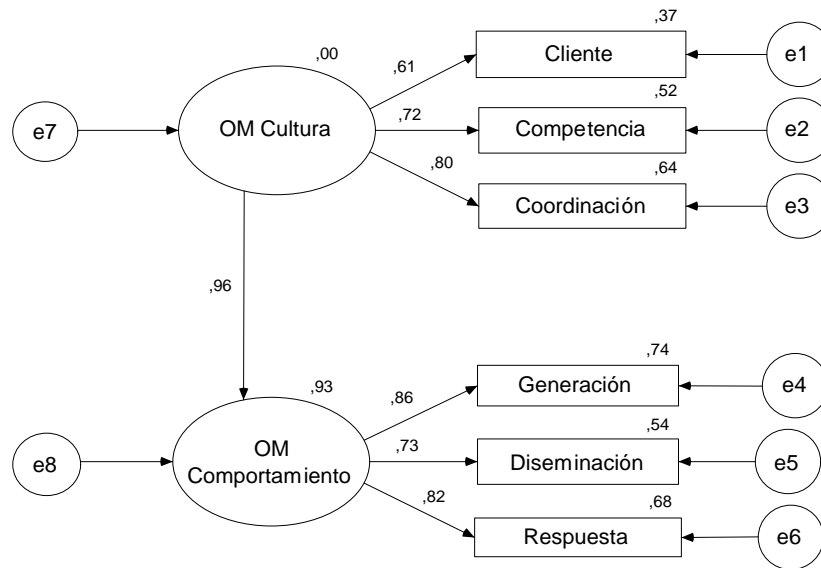 ,37
,00
Cliente
e1
,61
,52
e7
OM Cultura
,72
Competencia
e2
,80
,64
Coordinación
e3
,96
,74
,93
Generación
e4
,86
,54
OM
Comportamiento
e8
,73
Diseminación
e5
,82
,68
Respuesta
e6